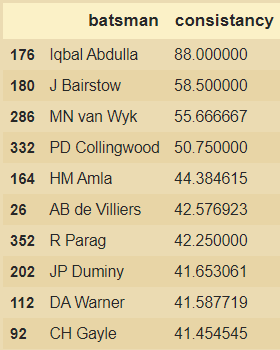 batsman consistancy
176 Iqbal Abdulla 88.000000
180 J Bairstow 58.500000
286 MN van Wyk 55.666667
332 PD Collingwood 50.750000
164 HM Amla 44.384615
26 AB de Villiers 42.576923
352 R Parag 42.250000
202 JP Duminy 41.653061
112 DA Warner 41.587719
92 CH Gayle 41.454545